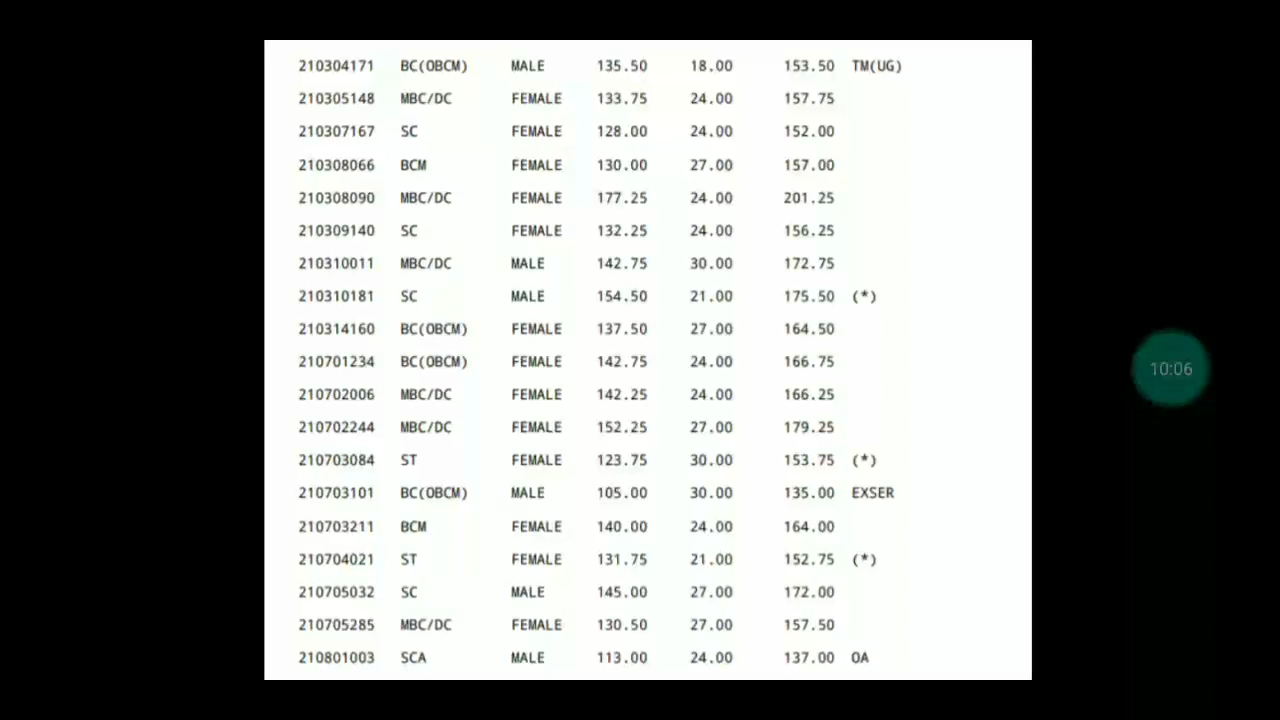 210304171 BC(OBCM) MALE 135.50 18.00 153.50 TM(UG)
210305148 MBC/DC FEMALE 133.75 24.00 157.75
210307167 SC FEMALE 128.00 24.00 152.00
210308066 BCM FEMALE 130.00 27.00 157.00
210308090 MBC/DC FEMALE 177.25 24.00 201.25
210309140 SC FEMALE 132.25 24.00 156.25
210310011 MBC/DC MALE 142.75 30.00 172.75
210310181 SC MALE 154.50 21.00 175.50 (*)
210314160 BC(OBCM) FEMALE 137.50 27.00 164.50
210701234 BC(OBCM) FEMALE 142.75 24.00 166.75
10:06
210702006 MBC/DC FEMALE 142.25 24.00 166.25
210702244 MBC/DC FEMALE 152.25 27.00 179.25
210703084 ST FEMALE 123.75 30.00 153.75 (*)
210703101 BC(OBCM) MALE 105.00 30.00 135.00 EXSER
210703211 BCM FEMALE 140.00 24.00 164.00
210704021 ST FEMALE 131.75 21.00 152.75 (*)
210705032 SC MALE 145.00 27.00 172.00
210705285 MBC/DC FEMALE 130.50 27.00 157.50
210801003 SCA MALE 113.00 24.00 137.00 OA